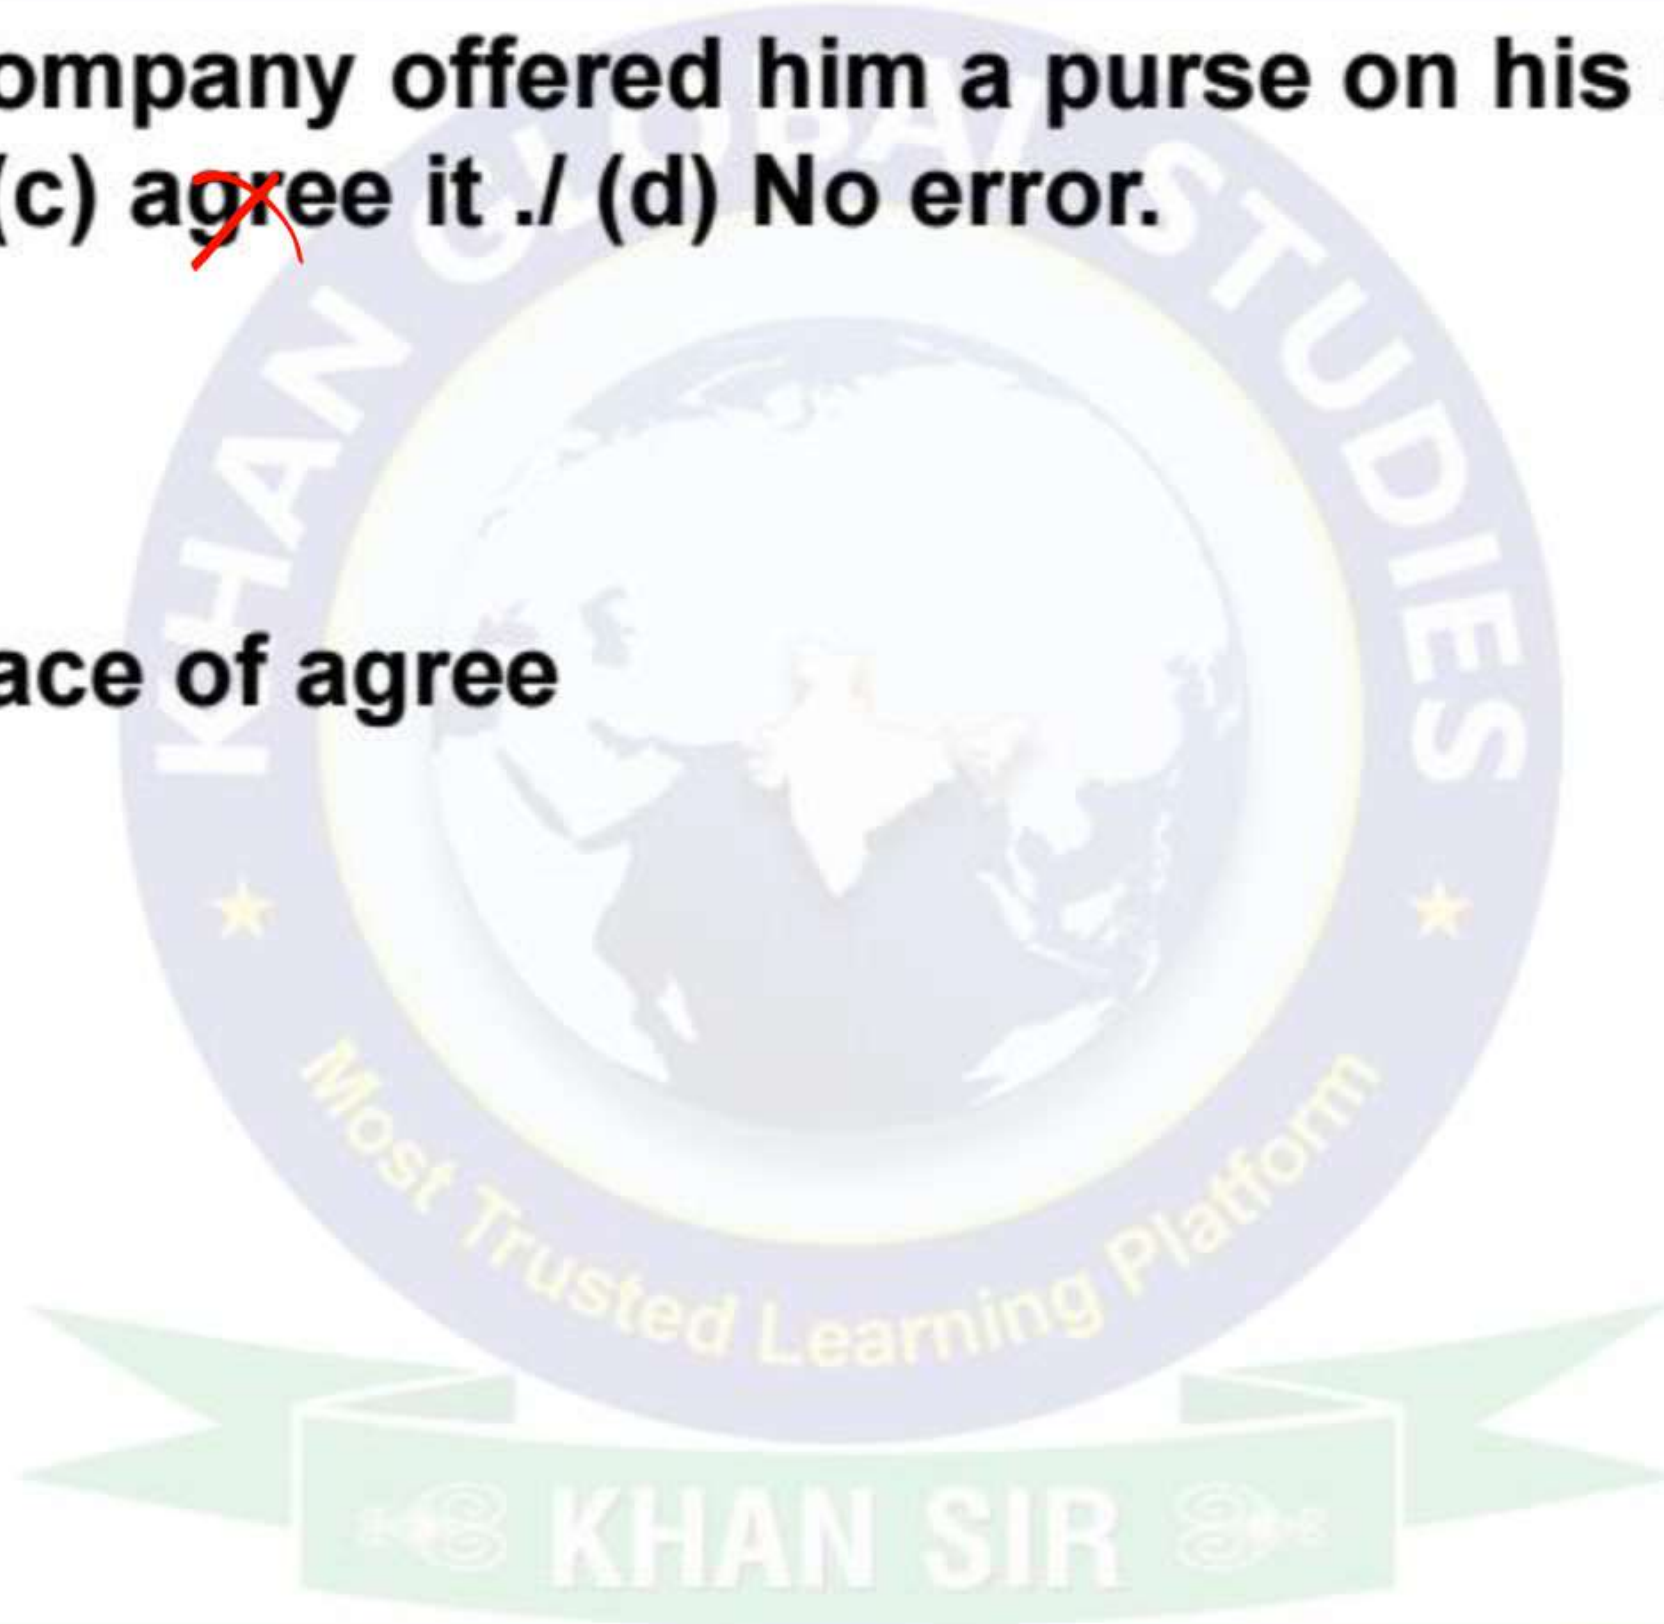 ompany offered him a purse on his
(c) agree it ./ (d) No error.
ace of agree
KHAN GLOBAL STUDIES
Most Trusted Learning Platform
KHAN SIR